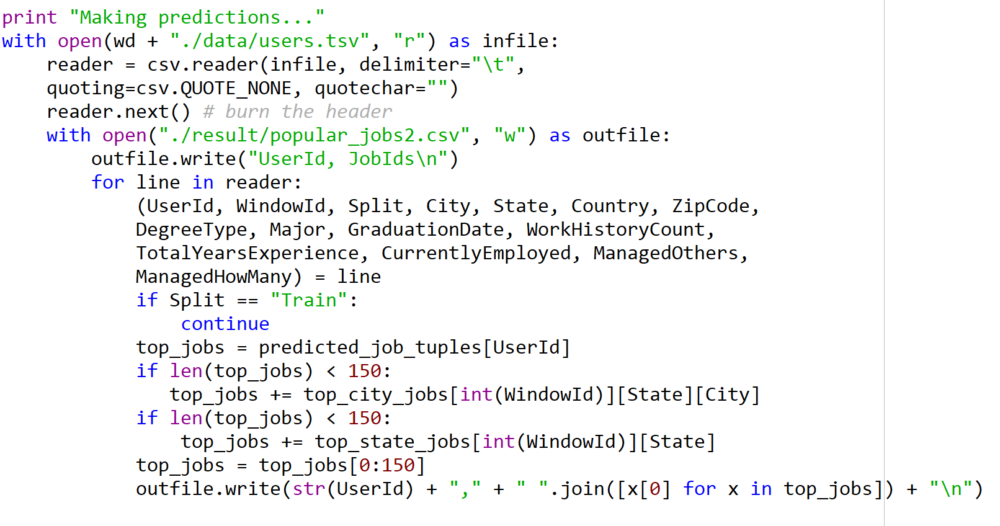 print "Making predictions..."
with open(wd + "./data/users.tsv", "r") as infile:
    reader = csv.reader(infile, delimiter="\t",
    quoting=csv.QUOTE_NONE, quotechar="")
    reader.next() # burn the header
    with open("./result/popular_jobs2.csv", "w") as outfile:
        outfile.write("UserId, JobIds\n")
        for line in reader:
            (UserId, WindowId, Split, City, State, Country, ZipCode,
            DegreeType, Major, GraduationDate, WorkHistoryCount,
            TotalYearsExperience, CurrentlyEmployed, ManagedOthers,
            ManagedHowMany) = line
            if Split == "Train":
                continue
            top_jobs = predicted_job_tuples[UserId]
            if len(top_jobs) < 150:
               top_jobs += top_city_jobs[int(WindowId)][State][City]
            if len(top_jobs) < 150:
                top_jobs += top_state_jobs[int(WindowId)][State]
            top_jobs = top_jobs[0:150]
            outfile.write(str(UserId) + "," + " ".join([x[0] for x in top_jobs]) + "\n")